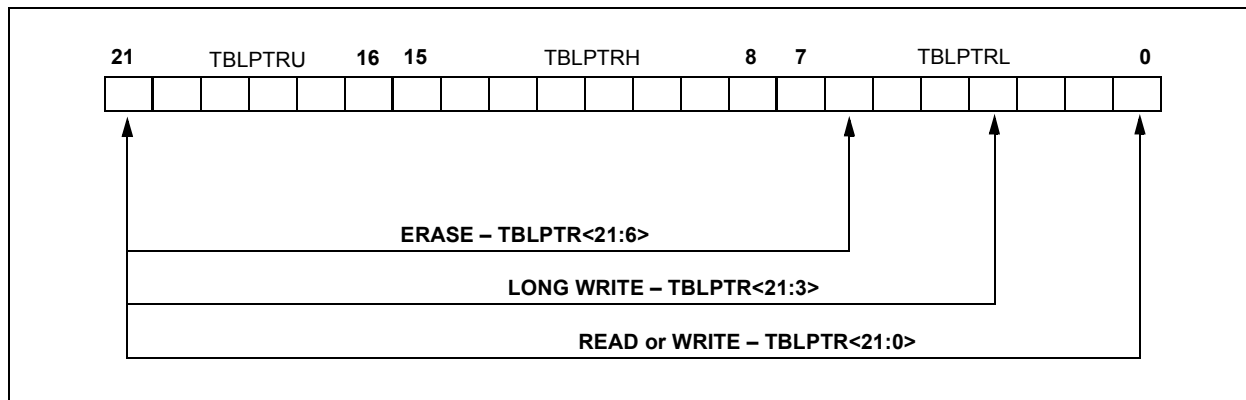 21 TBLPTRU 16 15 TBLPTRH 8 7 TBLPTRL 0
ERASE – TBLPTR<21:6>
LONG WRITE – TBLPTR<21:3>
READ or WRITE – TBLPTR<21:0>